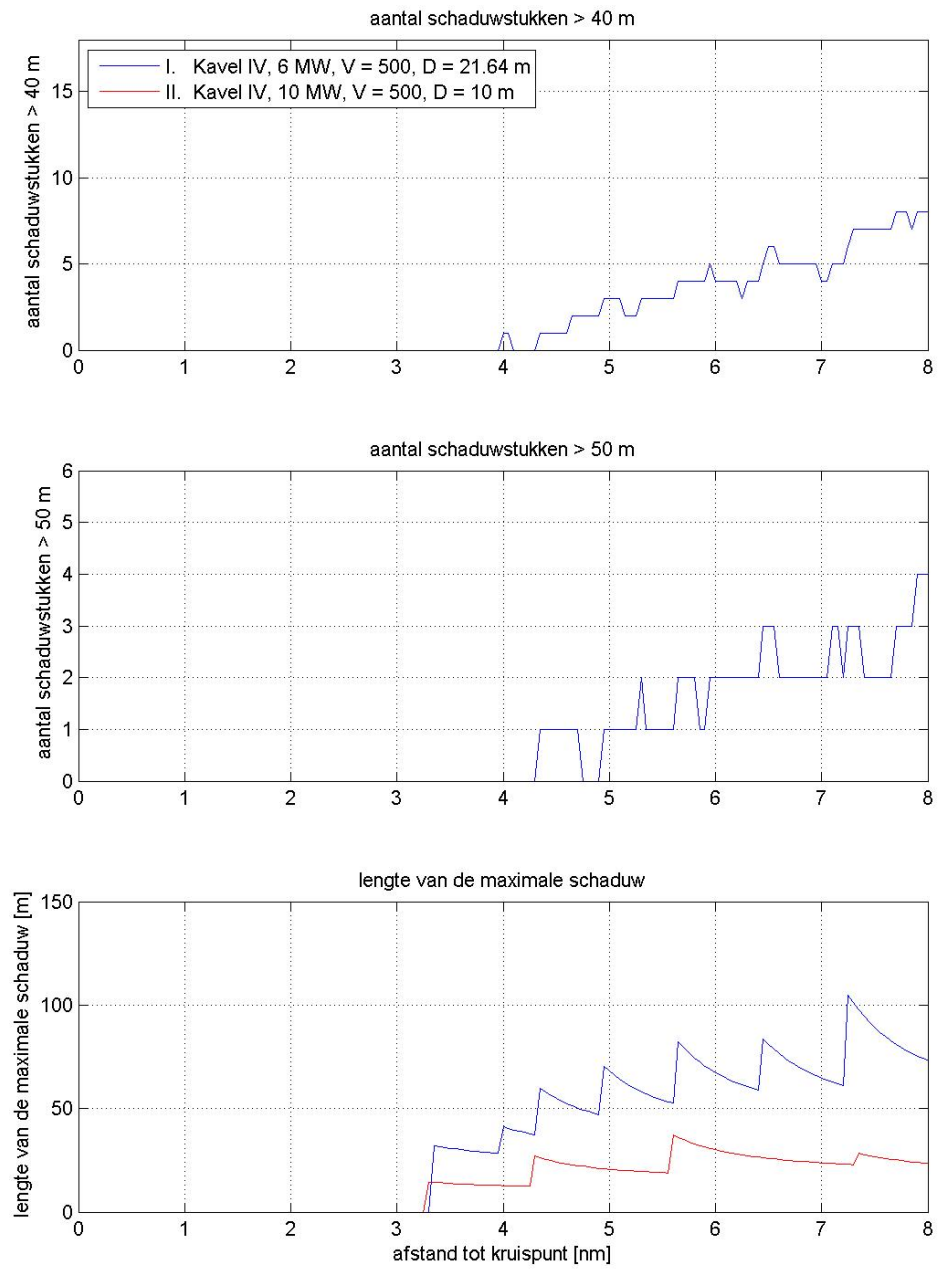 aantal schaduwstukken > 40 m
aantal schaduwstukken > 40 m
I. Kavel IV, 6 MW, V = 500, D = 21.64 m
II. Kavel IV, 10 MW, V = 500, D = 10 m
15
10
5
0
0 1 2 3 4 5 6 7 8
aantal schaduwstukken > 50 m
aantal schaduwstukken > 50 m
6
5
4
3
2
1
0
0 1 2 3 4 5 6 7 8
lengte van de maximale schaduw
lengte van de maximale schaduw [m]
150
100
50
0
0 1 2 3 4 5 6 7 8
afstand tot kruispunt [nm]